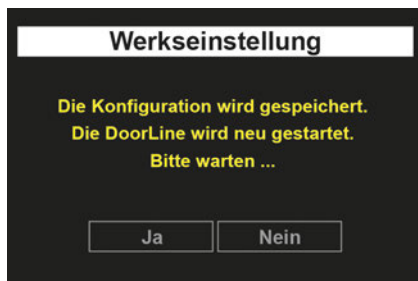 Werkseinstellung
Die Konfiguration wird gespeichert.
Die DoorLine wird neu gestartet.
Bitte warten ...
Ja Nein